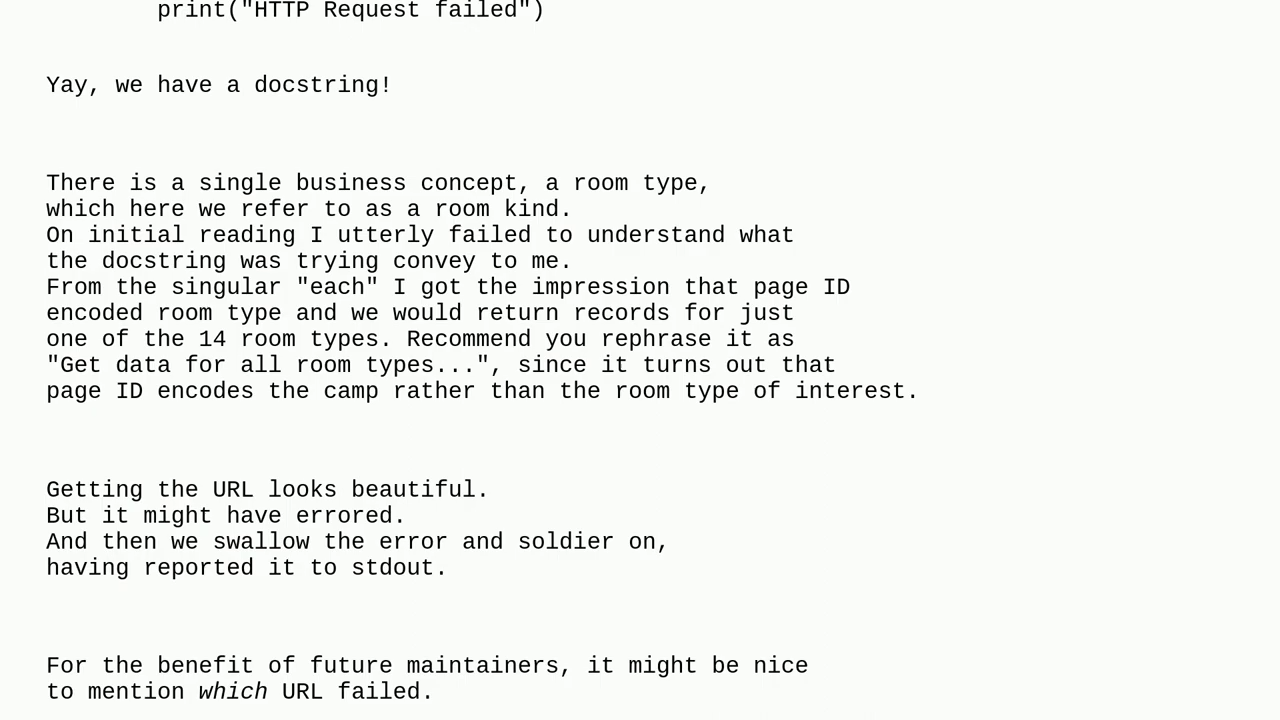 print("HTTP Request failed")
Yay, we have a docstring!
There is a single business concept, a room type,
which here we refer to as a room kind.
On initial reading I utterly failed to understand what
the docstring was trying convey to me.
From the singular "each" I got the impression that page ID
encoded room type and we would return records for just
one of the 14 room types. Recommend you rephrase it as
"Get data for all room types...", since it turns out that
page ID encodes the camp rather than the room type of interest.
Getting the URL looks beautiful.
But it might have errored.
And then we swallow the error and soldier on,
having reported it to stdout.
For the benefit of future maintainers, it might be nice
to mention which URL failed.